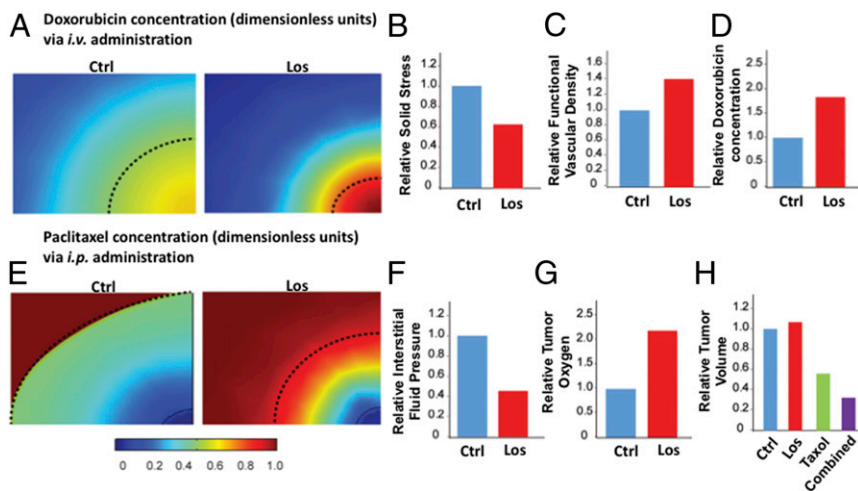 A
Doxorubicin concentration (dimensionless units)
via i.v. administration
Ctrl
Los
B
Relative Solid Stress
1.2
1.0
0.8
0.6
0.4
0
Ctrl
Los
C
Relative Functional
Vascular Density
1.6
1.4
1.2
1.0
0.8
0.6
0.4
0.2
0
Ctrl
Los
D
Relative Doxorubicin
concentration
2.5
2.0
1.5
1.0
0.5
0
Ctrl
Los
E
Paclitaxel concentration (dimensionless units)
via i.p. administration
Ctrl
Los
0
0.2
0.4
0.6
0.8
1.0
F
Relative Interstitial
Fluid Pressure
1.2
1.0
0.8
0.6
0.4
0.2
0
Ctrl
Los
G
Relative Tumor
Oxygen
2.5
2.0
1.5
1.0
0.5
0
Ctrl
Los
H
Relative Tumor
Volume
1.2
1.0
0.8
0.6
0.4
0.2
0
Ctrl
Los
Taxol
Combined